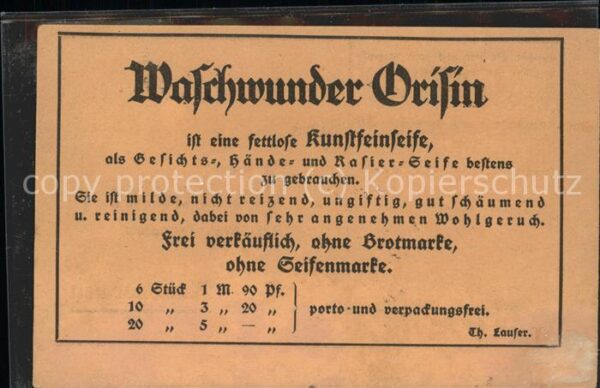 Waschwunder Orisin
ist eine fettlose Kunstfeinseife,
als Gesichts-, Hände- und Rasier-Seife bestens
zu gebrauchen.
copy protection Kopierschutz
Sie ist milde, nicht reizend, ungiftig, gut schäumend
u. reinigend, dabei von sehr angenehmen Wohlgeruch.
Frei verkäuflich, ohne Brotmarke,
ohne Seifenmarke.
6 Stück 1 M. 90 Pf.
10 „ 3 „ 20 „ porto- und verpackungsfrei.
20 „ 5 „ — „
Th. Lauser.